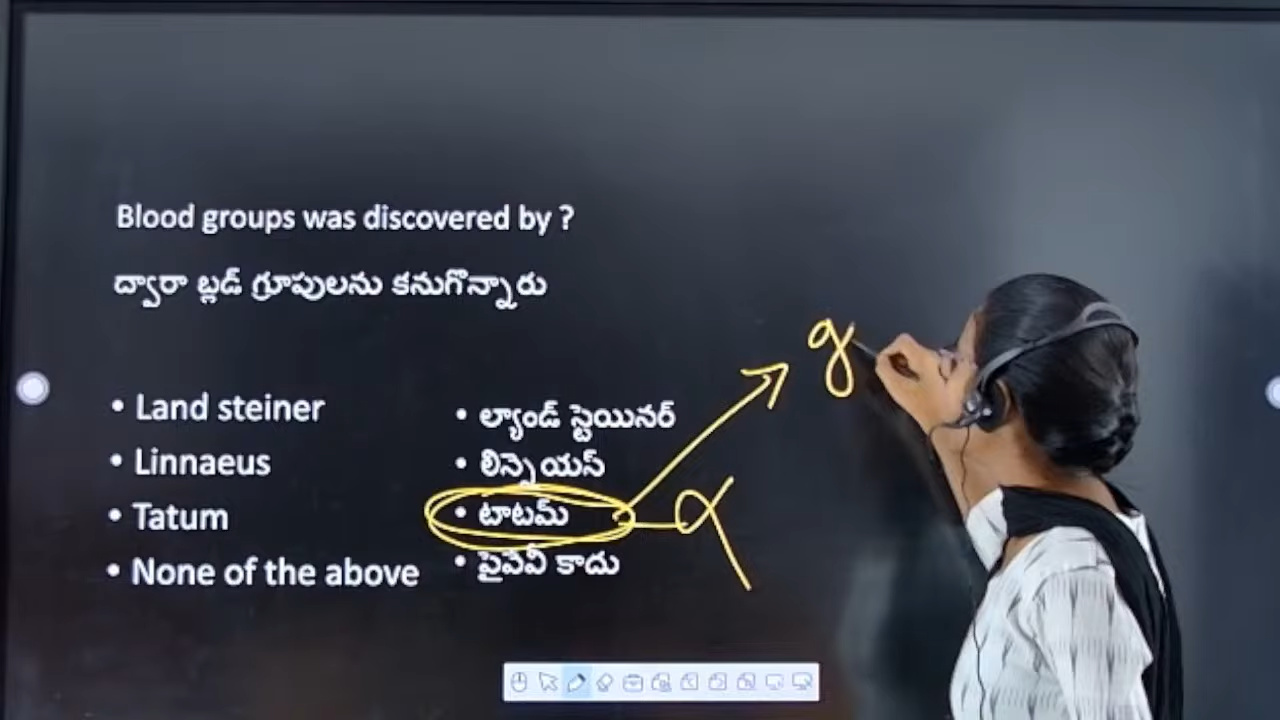 Blood groups was discovered by ?
ద్వారా బ్లడ్ గ్రూపులను కనుగొన్నారు
• Land steiner
• Linnaeus
• Tatum
• None of the above
• ల్యాండ్ స్టెయినర్
• లిన్నెయస్
• టాటమ్
• పైవేవీ కాదు
g